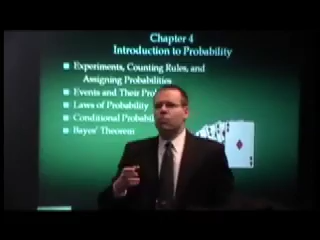 Chapter 4
Introduction to Probability
Experiments, Counting Rules, and
Assigning Probabilities
Events and Their
Laws of Probability
Conditional
Bayes' Theorem